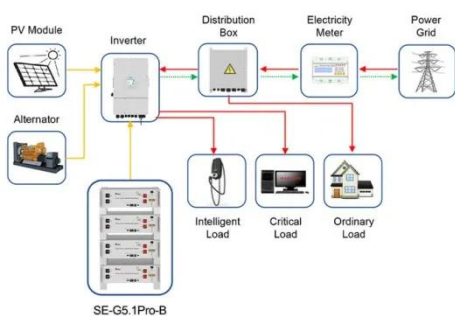 PV Module
Inverter
Distribution
Box
Electricity
Meter
Power
Grid
Alternator
Intelligent
Load
Critical
Load
Ordinary
Load
SE-G5.1Pro-B